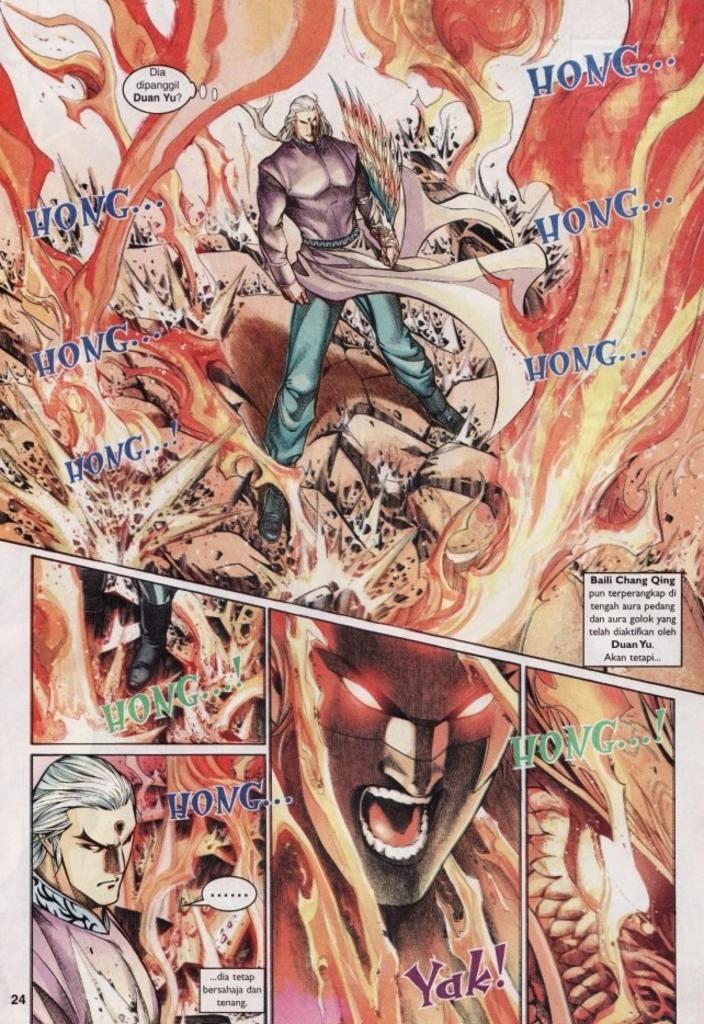 Dia
dipanggil
Duan Yu?
HONG...
HONG...
HONG...
HONG...
HONG...
HONG...!
Baili Chang Qing
pun terperangkap di
tengah aura pedang
dan aura golok yang
telah diaktifkan oleh
Duan Yu.
Akan tetapi...
HONG...!
HONG...!
HONG...
......
...dia tetap
bersahaja dan
tenang.
Yak!
24